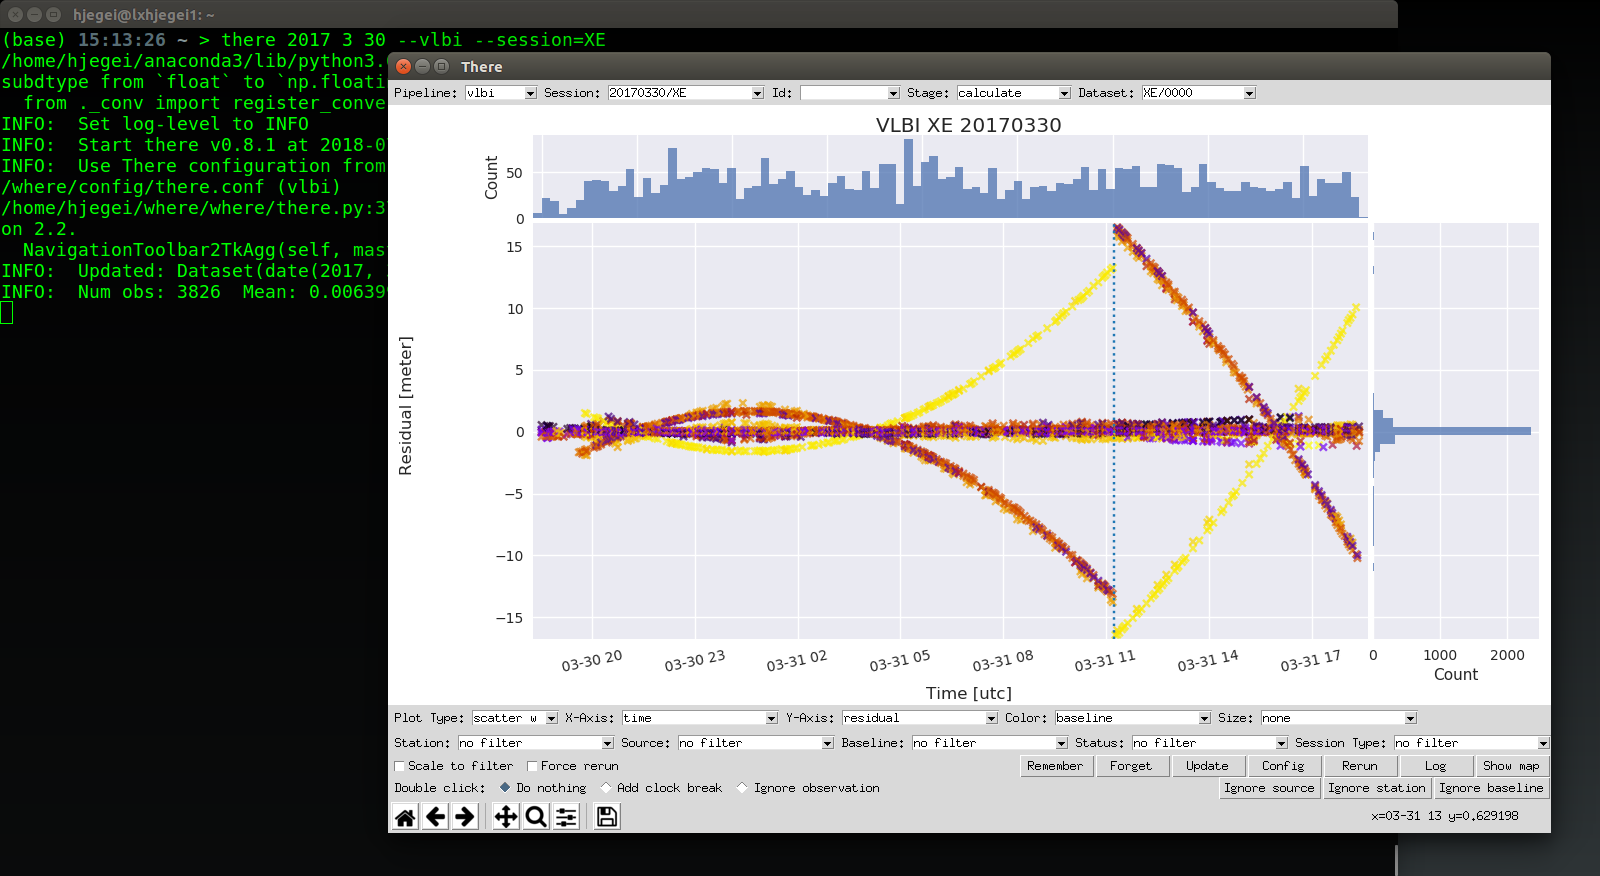 hjegei@lxhjegei1: ~
(base) 15:13:26 ~ > there 2017 3 30 --vlbi --session=XE
/home/hjegei/anaconda3/lib/python3.
subdtype from `float` to `np.floati
from ._conv import register_conve
INFO:  Set log-level to INFO
INFO:  Start there v0.8.1 at 2018-0
INFO:  Use There configuration from
/where/config/there.conf (vlbi)
/home/hjegei/where/where/there.py:3
on 2.2.
NavigationToolbar2TkAgg(self, mas
INFO:  Updated: Dataset(date(2017,
INFO:  Num obs: 3826  Mean: 0.00639
There
Pipeline: vlbi Session: 20170330/XE Id: Stage: calculate Dataset: XE/0000
VLBI XE 20170330
Count
50
0
Residual [meter]
15
10
5
0
−5
−10
−15
03-30 20 03-30 23 03-31 02 03-31 05 03-31 08 03-31 11 03-31 14 03-31 17
Time [utc]
0 1000 2000
Count
Plot Type: scatter w X-Axis: time Y-Axis: residual Color: baseline Size: none
Station: no filter Source: no filter Baseline: no filter Status: no filter Session Type: no filter
Scale to filter Force rerun Remember Forget Update Config Rerun Log Show map
Double click: Do nothing Add clock break Ignore observation Ignore source Ignore station Ignore baseline
x=03-31 13 y=0.629198